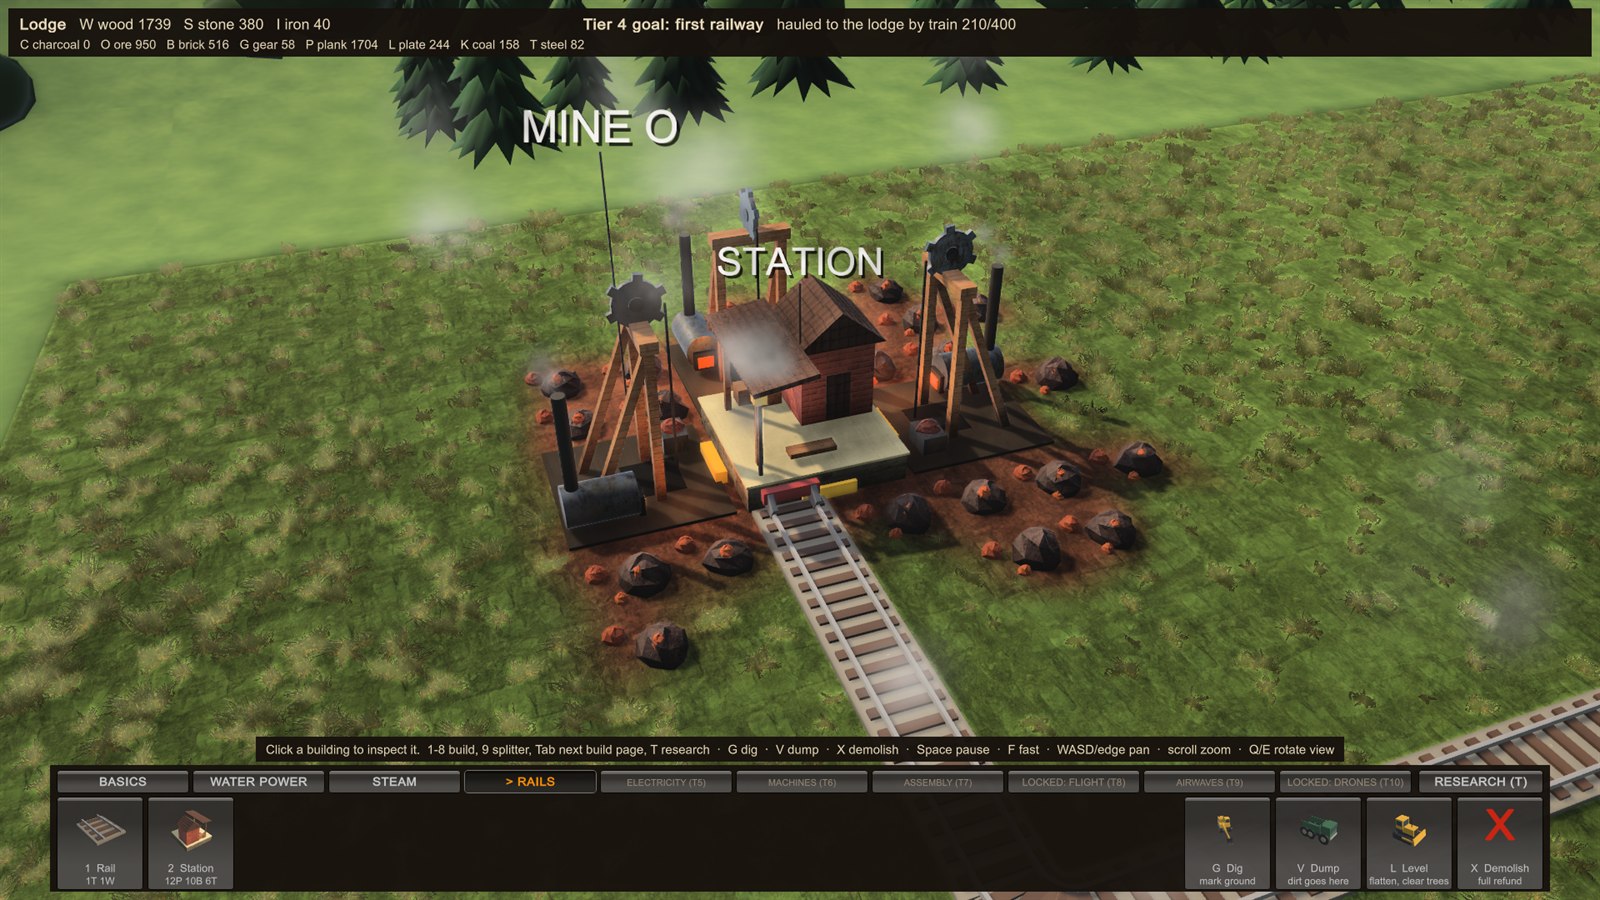 Lodge W wood 1739 S stone 380 I iron 40
Tier 4 goal: first railway hauled to the lodge by train 210/400
C charcoal 0 O ore 950 B brick 516 G gear 58 P plank 1704 L plate 244 K coal 158 T steel 82
MINE O
STATION
Click a building to inspect it. 1-8 build, 9 splitter, Tab next build page, T research · G dig · V dump · X demolish · Space pause · F fast · WASD/edge pan · scroll zoom · Q/E rotate view
BASICS
WATER POWER
STEAM
> RAILS
ELECTRICITY (T5)
MACHINES (T6)
ASSEMBLY (T7)
LOCKED: FLIGHT (T8)
AIRWAVES (T9)
LOCKED: DRONES (T10)
RESEARCH (T)
1 Rail
1T 1W
2 Station
12P 10B 6T
G Dig
mark ground
V Dump
dirt goes here
L Level
flatten, clear trees
X Demolish
full refund